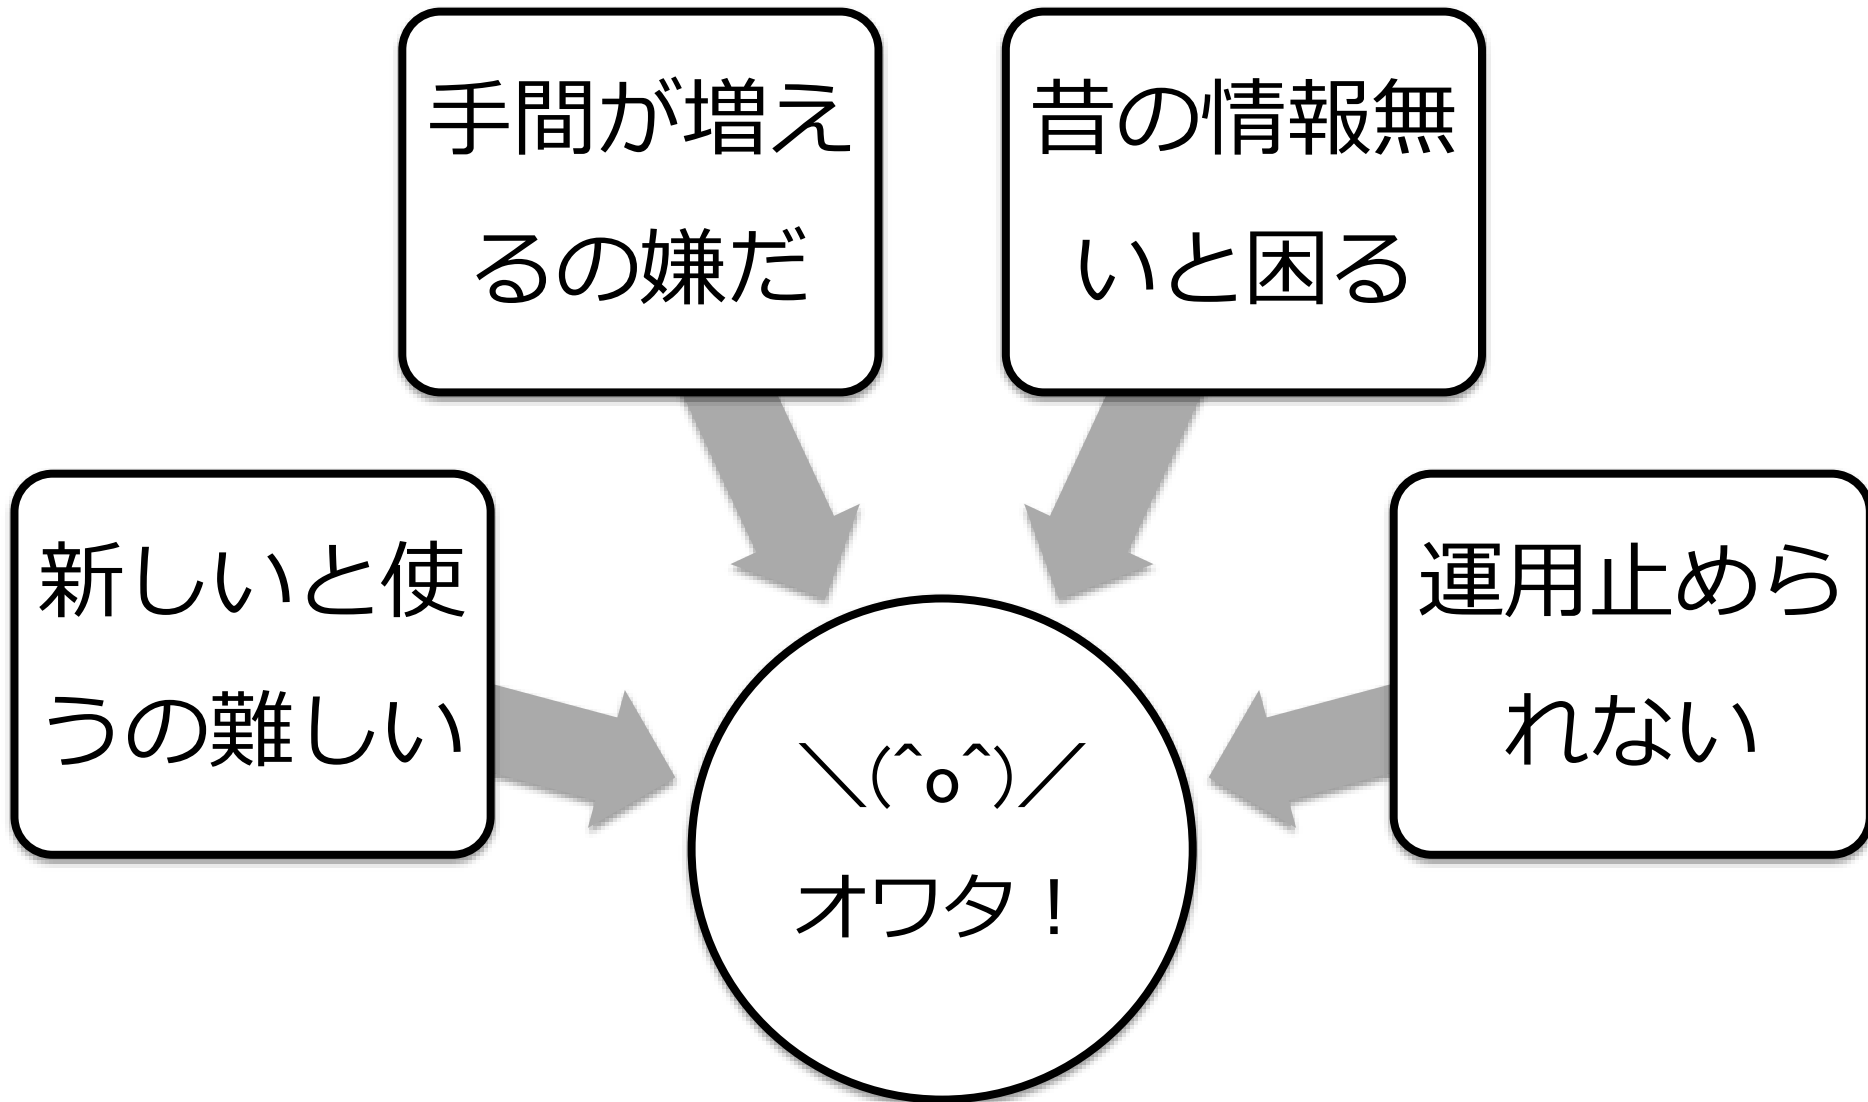 手間が増え
るの嫌だ
昔の情報無
いと困る
新しいと使
うの難しい
運用止めら
れない
＼(^o^)／
オワタ！